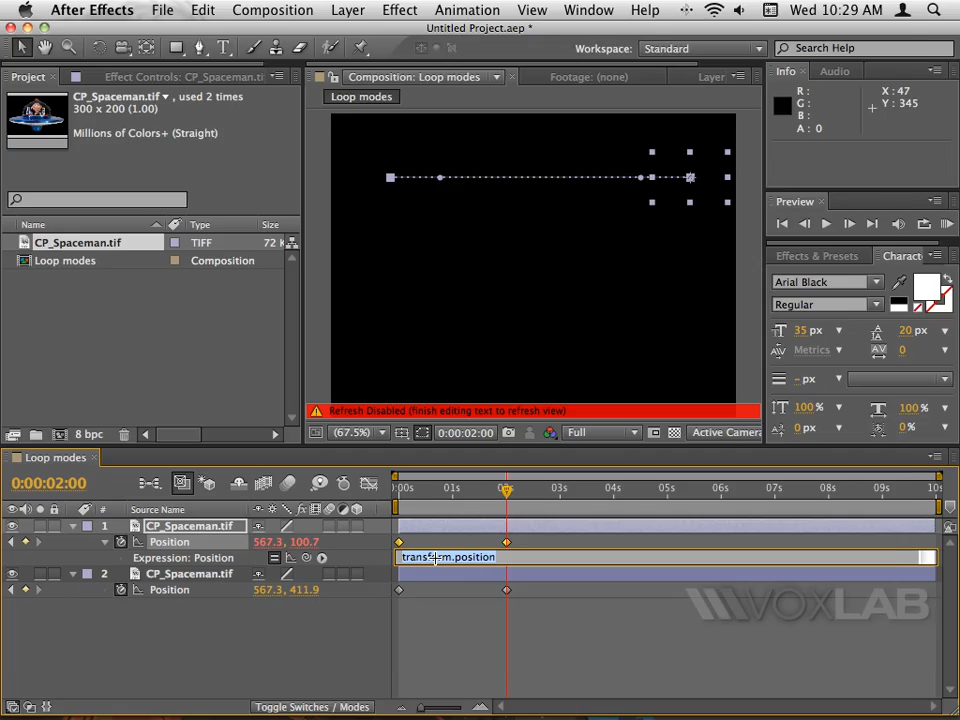 After Effects File Edit Composition Layer Effect Animation View Window Help Wed 10:29 AM
Untitled Project.aep *
Workspace: Standard Search Help
Project Effect Controls: CP_Spaceman.ti
CP_Spaceman.tif , used 2 times
300 x 200 (1.00)
Millions of Colors+ (Straight)
Name Type
CP_Spaceman.tif TIFF 72 K
Loop modes Composition
8 bpc
Composition: Loop modes Footage: (none) Layer
Loop modes
Refresh Disabled (finish editing text to refresh view)
(67.5%) 0:00:02:00 Full Active Camera
Info Audio
R : X : 47
G : Y : 345
B :
A : 0
Preview
Effects & Presets Charact
Arial Black
Regular
35 px 20 px
Metrics 0
- px
100 % 100 %
0 px 0 %
Loop modes
0:00:02:00
:00s 01s 03s 04s 05s 06s 07s 08s 09s 10s
# Source Name
1 CP_Spaceman.tif
Position 567.3, 100.7
Expression: Position transform.position
2 CP_Spaceman.tif
Position 567.3, 411.9
VOXLAB
Toggle Switches / Modes